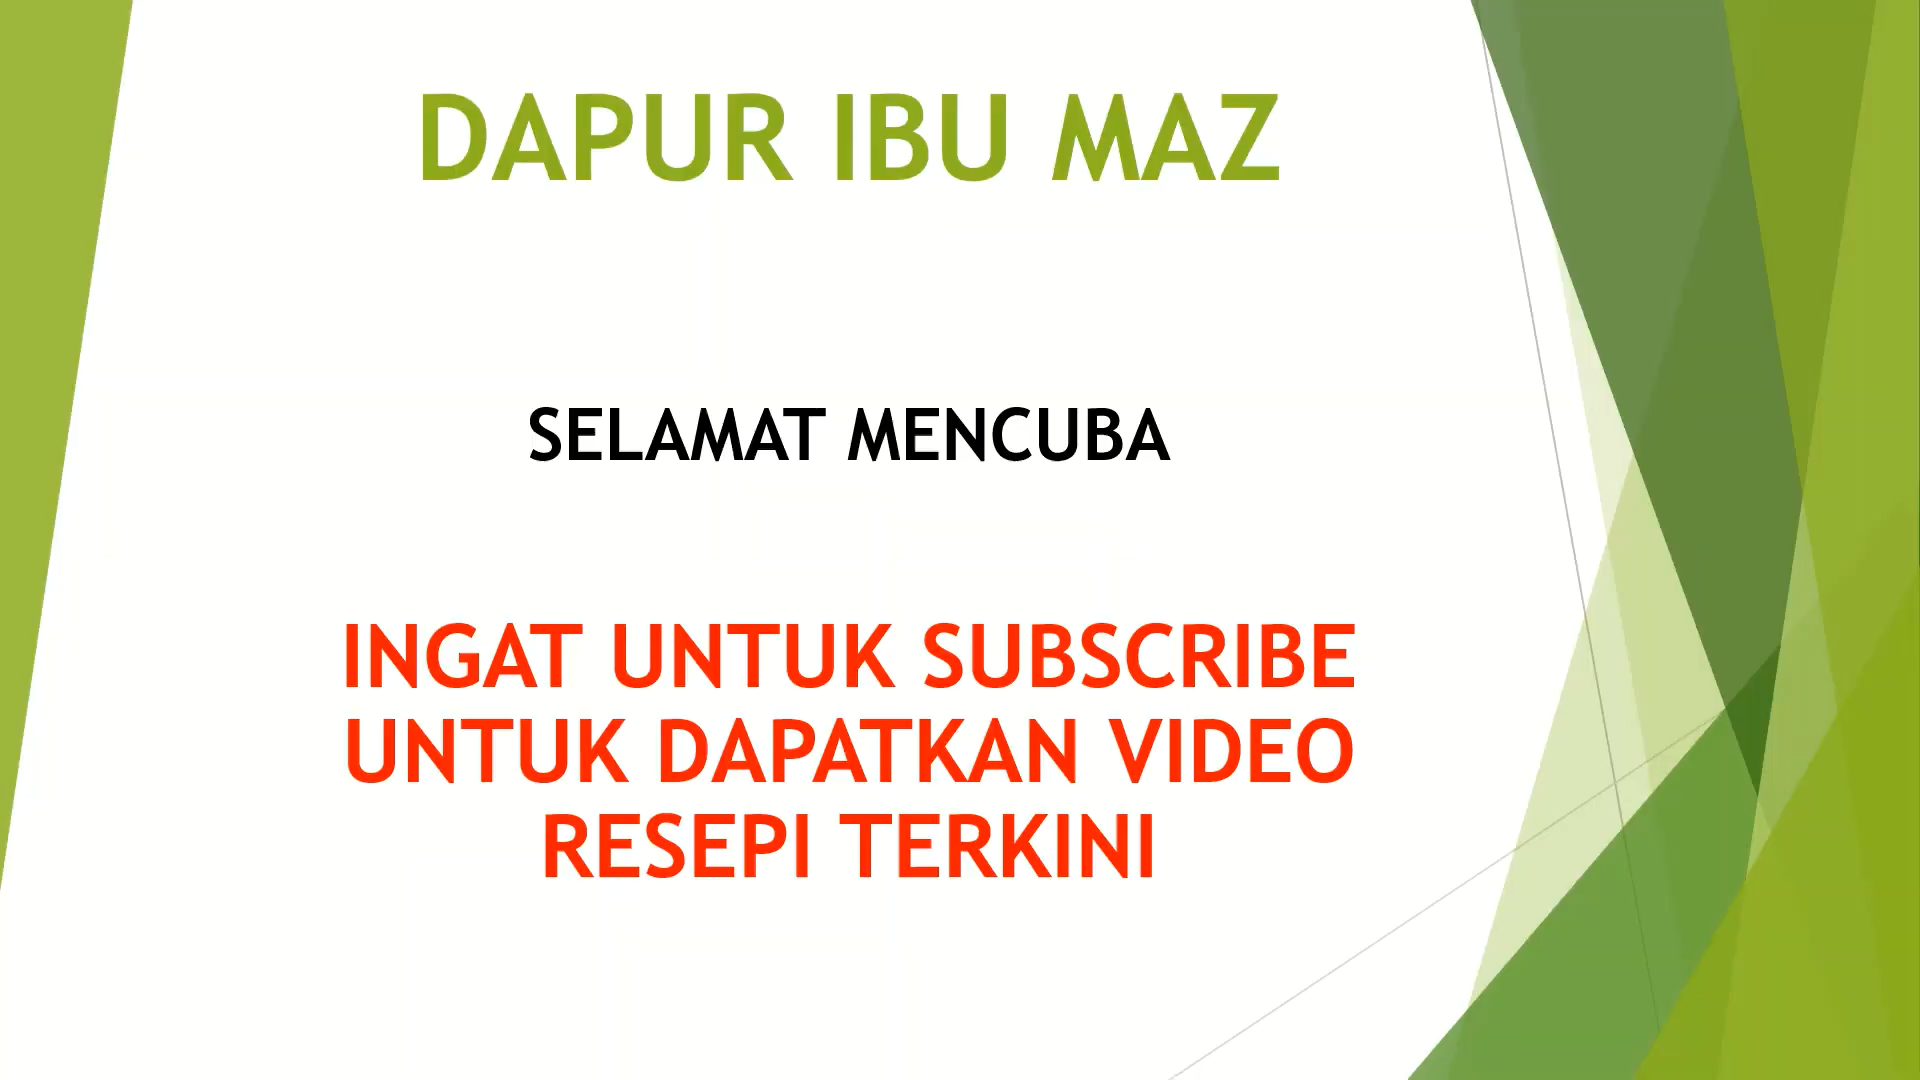 DAPUR IBU MAZ
SELAMAT MENCUBA
INGAT UNTUK SUBSCRIBE
UNTUK DAPATKAN VIDEO
RESEPI TERKINI